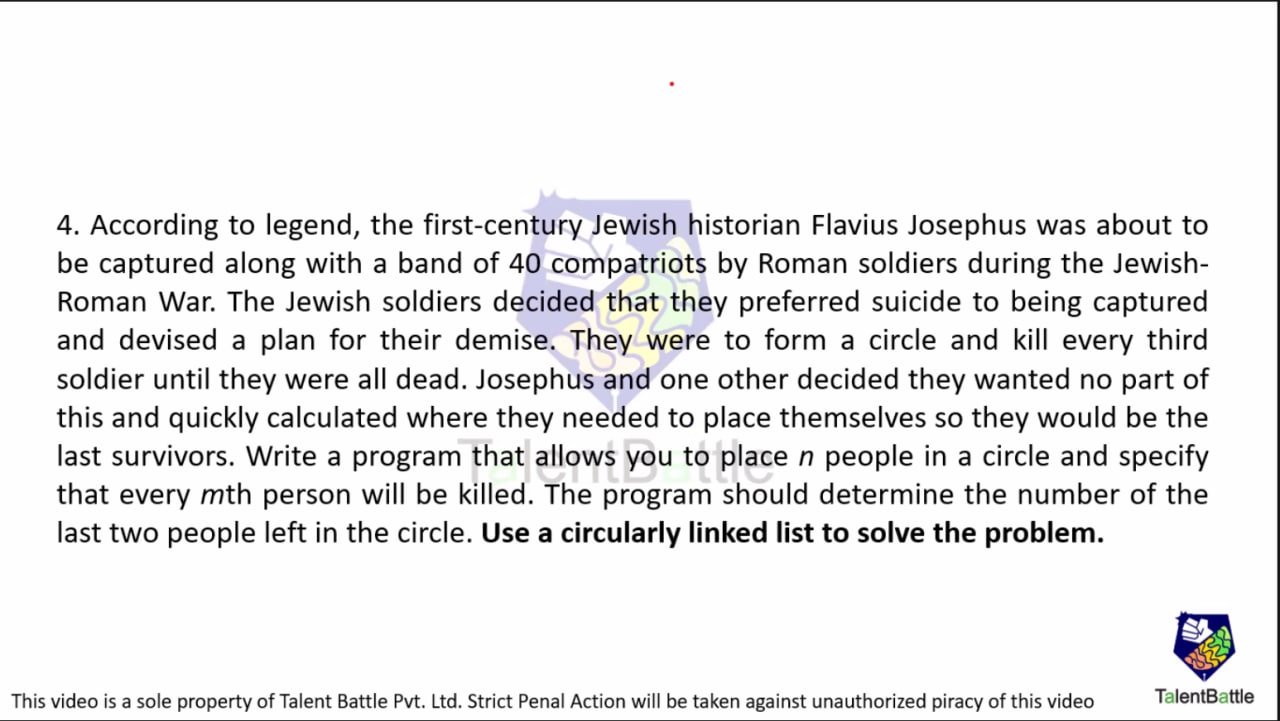 4. According to legend, the first-century Jewish historian Flavius Josephus was about to
be captured along with a band of 40 compatriots by Roman soldiers during the Jewish-
Roman War. The Jewish soldiers decided that they preferred suicide to being captured
and devised a plan for their demise. They were to form a circle and kill every third
soldier until they were all dead. Josephus and one other decided they wanted no part of
this and quickly calculated where they needed to place themselves so they would be the
last survivors. Write a program that allows you to place n people in a circle and specify
TalentBattle
that every mth person will be killed. The program should determine the number of the
last two people left in the circle. Use a circularly linked list to solve the problem.
TalentBattle
This video is a sole property of Talent Battle Pvt. Ltd. Strict Penal Action will be taken against unauthorized piracy of this video